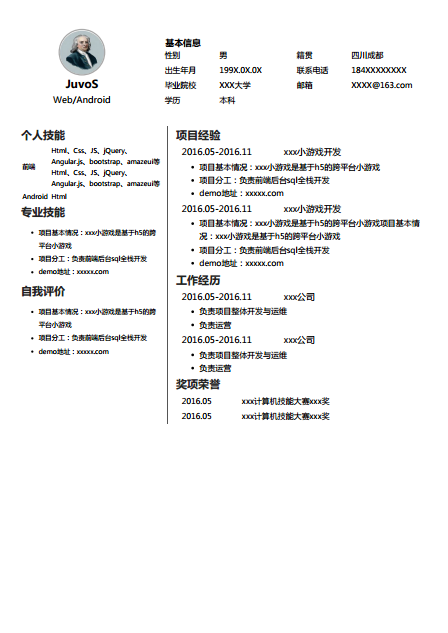 JuvoS
Web/Android
基本信息
性别 男 籍贯 四川成都
出生年月 199X.0X.0X 联系电话 184XXXXXXXX
毕业院校 XXX大学 邮箱 XXXX@163.com
学历 本科
个人技能
前端 Html、Css、JS、jQuery、
Angular.js、bootstrap、amazeui等
Html、Css、JS、jQuery、
Angular.js、bootstrap、amazeui等
Android Html
专业技能
• 项目基本情况：xxx小游戏是基于h5的跨
平台小游戏
• 项目分工：负责前端后台sql全栈开发
• demo地址：xxxxx.com
自我评价
• 项目基本情况：xxx小游戏是基于h5的跨
平台小游戏
• 项目分工：负责前端后台sql全栈开发
• demo地址：xxxxx.com
项目经验
2016.05-2016.11 xxx小游戏开发
• 项目基本情况：xxx小游戏是基于h5的跨平台小游戏
• 项目分工：负责前端后台sql全栈开发
• demo地址：xxxxx.com
2016.05-2016.11 xxx小游戏开发
• 项目基本情况：xxx小游戏是基于h5的跨平台小游戏项目基本情
况：xxx小游戏是基于h5的跨平台小游戏
• 项目分工：负责前端后台sql全栈开发
• demo地址：xxxxx.com
工作经历
2016.05-2016.11 xxx公司
• 负责项目整体开发与运维
• 负责运营
2016.05-2016.11 xxx公司
• 负责项目整体开发与运维
• 负责运营
奖项荣誉
2016.05 xxx计算机技能大赛xxx奖
2016.05 xxx计算机技能大赛xxx奖